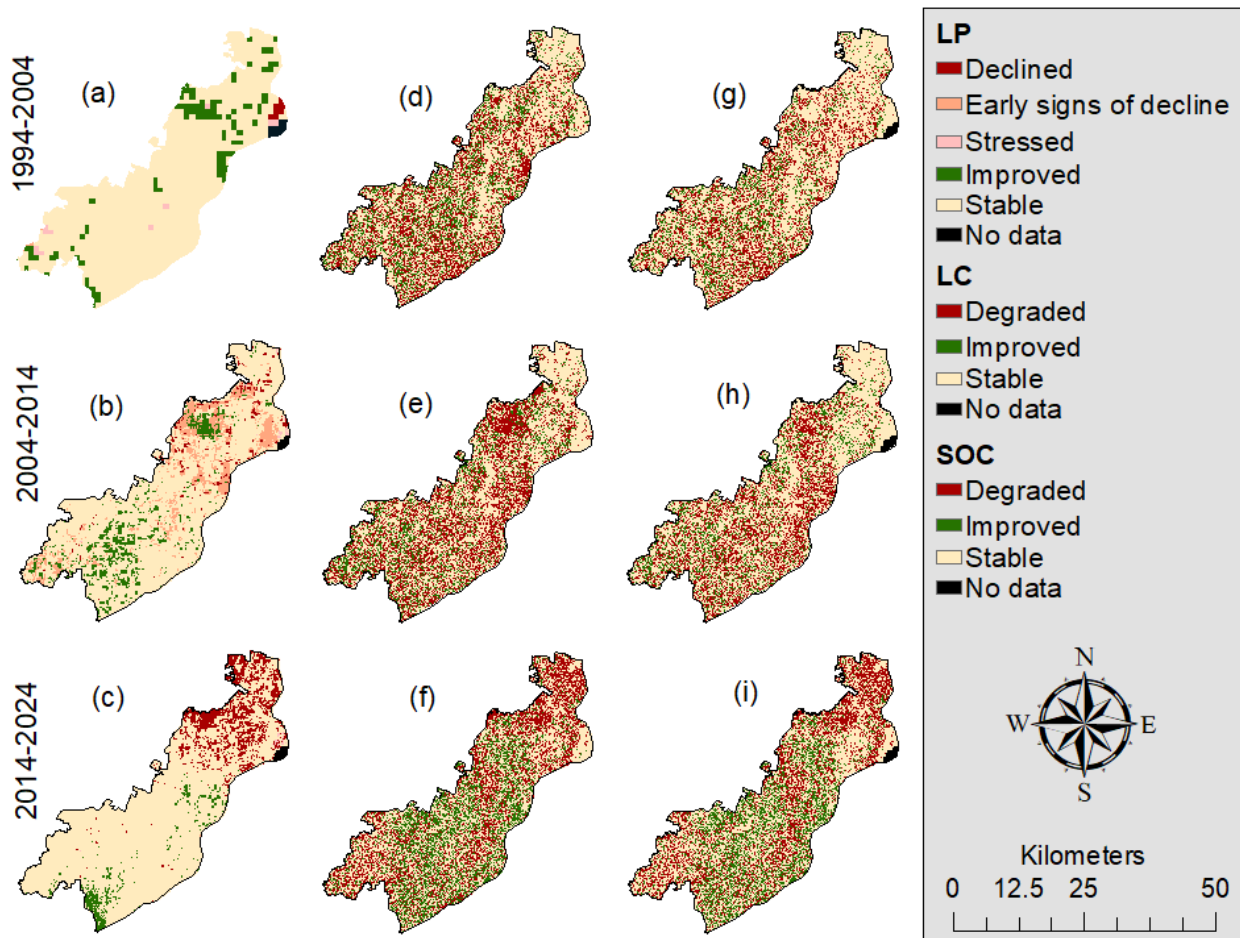 1994-2004
(a)
(d)
(g)
2004-2014
(b)
(e)
(h)
2014-2024
(c)
(f)
(i)
LP
Declined
Early signs of decline
Stressed
Improved
Stable
No data
LC
Degraded
Improved
Stable
No data
SOC
Degraded
Improved
Stable
No data
N
W E
S
Kilometers
0 12.5 25 50